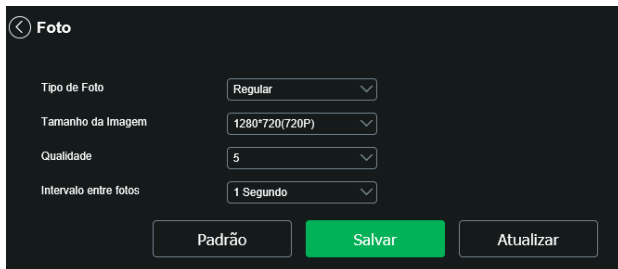 Foto
Tipo de Foto Regular
Tamanho da Imagem 1280*720(720P)
Qualidade 5
Intervalo entre fotos 1 Segundo
Padrão Salvar Atualizar